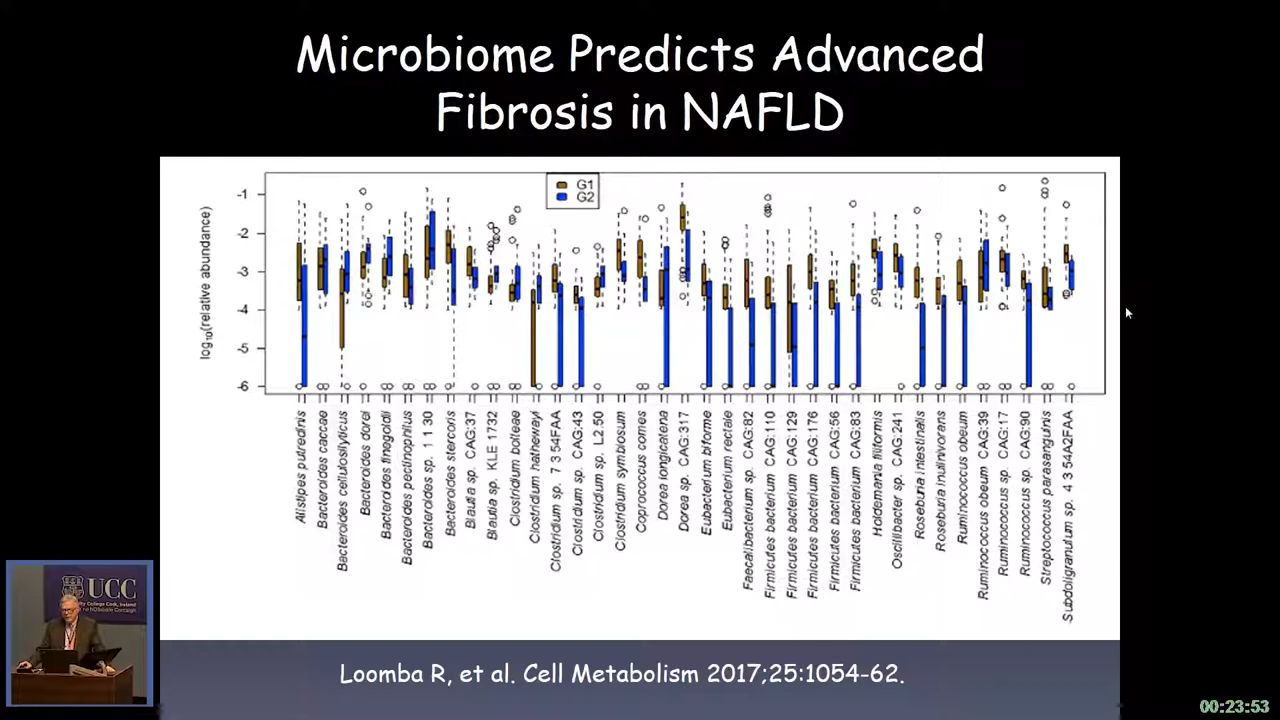 Microbiome Predicts Advanced
Fibrosis in NAFLD
G1
G2
log10(relative abundance)
-1
-2
-3
-4
-5
-6
Alistipes putredinis
Bacteroides caccae
Bacteroides cellulosilyticus
Bacteroides dorei
Bacteroides finegoldii
Bacteroides pectinophilus
Bacteroides sp. 1 1 30
Bacteroides stercoris
Blautia sp. CAG:37
Blautia sp. KLE 1732
Clostridium bolteae
Clostridium hathewayi
Clostridium sp. 7 3 54FAA
Clostridium sp. CAG:43
Clostridium sp. L2.50
Clostridium symbiosum
Coprococcus comes
Dorea longicatena
Dorea sp. CAG:317
Eubacterium biforme
Eubacterium rectale
Faecalibacterium sp. CAG:82
Firmicutes bacterium CAG:110
Firmicutes bacterium CAG:129
Firmicutes bacterium CAG:176
Firmicutes bacterium CAG:56
Firmicutes bacterium CAG:83
Holdemania filiformis
Oscillibacter sp. CAG:241
Roseburia intestinalis
Roseburia inulinivorans
Ruminococcus obeum
Ruminococcus obeum CAG:39
Ruminococcus sp. CAG:17
Ruminococcus sp. CAG:90
Streptococcus parasanguinis
Subdoligranulum sp. 4 3 54A2FAA
UCC
College Cork, Ireland
Loomba R, et al. Cell Metabolism 2017;25:1054-62.
00:23:53